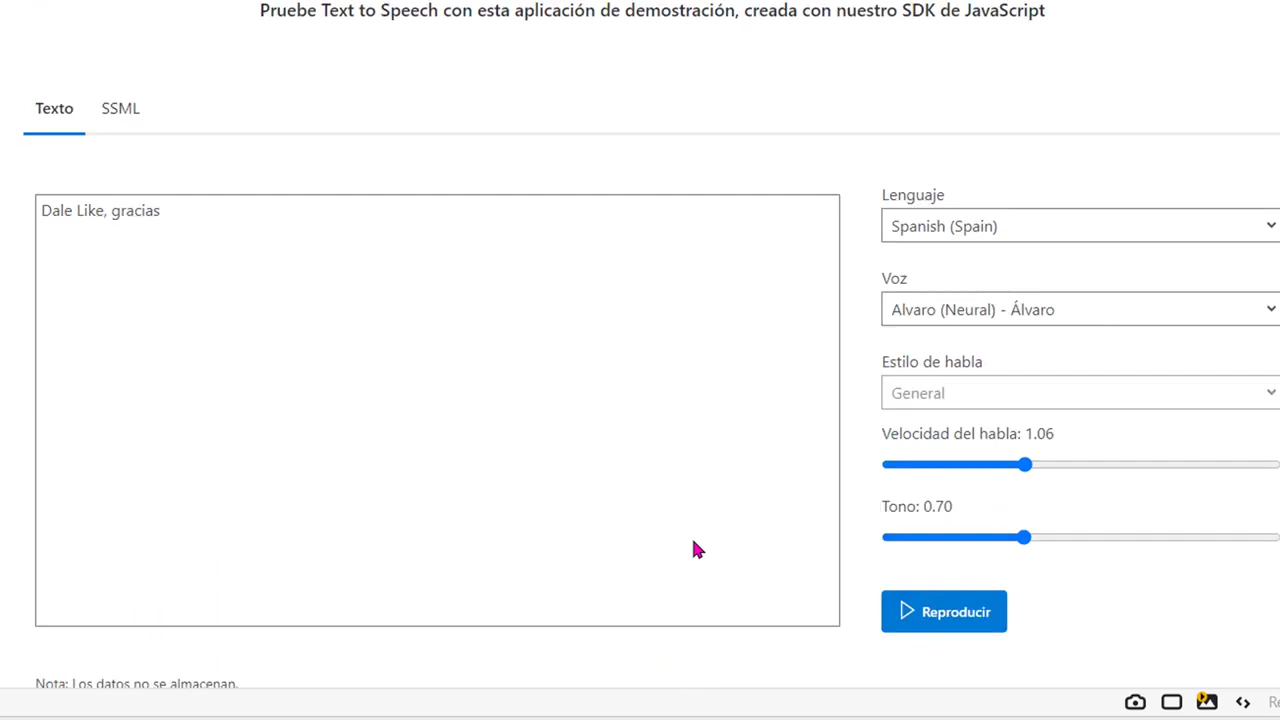 Pruebe Text to Speech con esta aplicación de demostración, creada con nuestro SDK de JavaScript
Texto SSML
Dale Like, gracias
Lenguaje
Spanish (Spain)
Voz
Alvaro (Neural) - Álvaro
Estilo de habla
General
Velocidad del habla: 1.06
Tono: 0.70
Reproducir
Nota: Los datos no se almacenan.